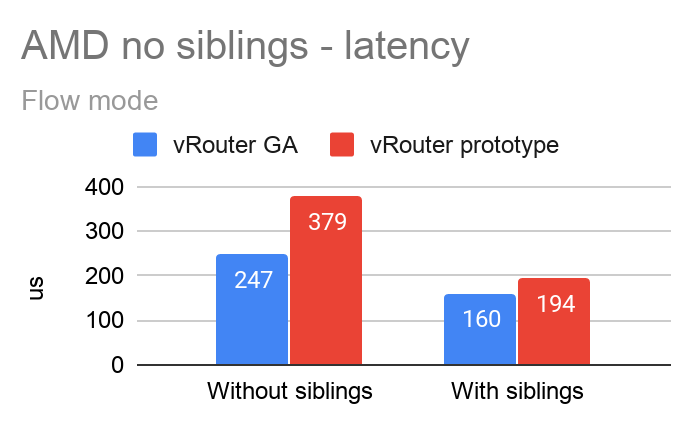 AMD no siblings - latency
Flow mode
vRouter GA vRouter prototype
400
300
200
100
0
us
247
379
160
194
Without siblings With siblings